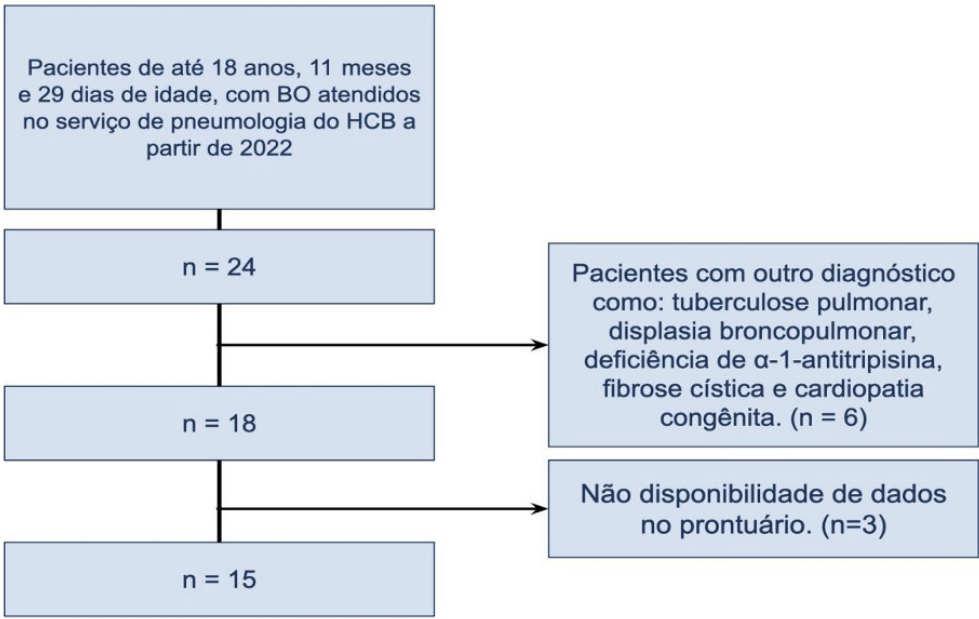 Pacientes de até 18 anos, 11 meses
e 29 dias de idade, com BO atendidos
no serviço de pneumologia do HCB a
partir de 2022
n = 24
Pacientes com outro diagnóstico
como: tuberculose pulmonar,
displasia broncopulmonar,
deficiência de α-1-antitripisina,
fibrose cística e cardiopatia
congênita. (n = 6)
n = 18
Não disponibilidade de dados
no prontuário. (n=3)
n = 15